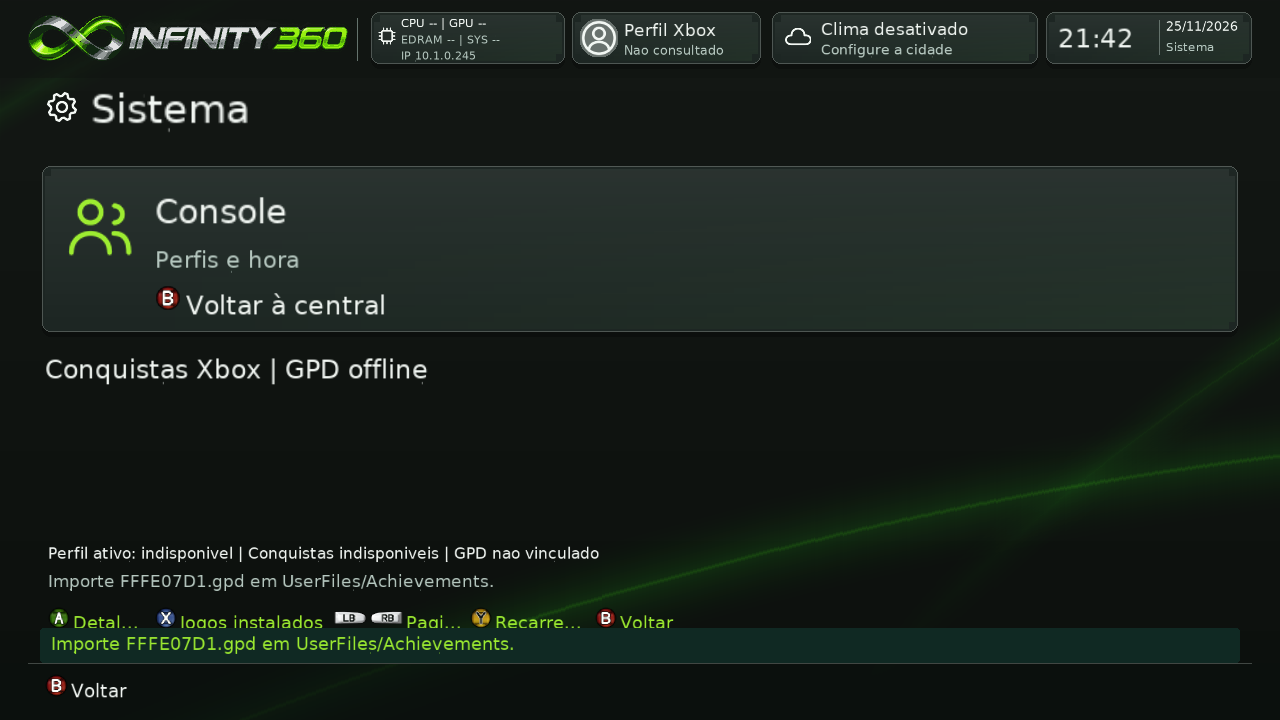 INFINITY 360
CPU -- | GPU --
EDRAM -- | SYS --
IP 10.1.0.245
Perfil Xbox
Nao consultado
Clima desativado
Configure a cidade
21:42
25/11/2026
Sistema
Sistema
Console
Perfis e hora
B Voltar à central
Conquistas Xbox | GPD offline
Perfil ativo: indisponivel | Conquistas indisponiveis | GPD nao vinculado
Importe FFFE07D1.gpd em UserFiles/Achievements.
A Detal... X Jogos instalados LB RB Pagi... Y Recarre... B Voltar
Importe FFFE07D1.gpd em UserFiles/Achievements.
B Voltar